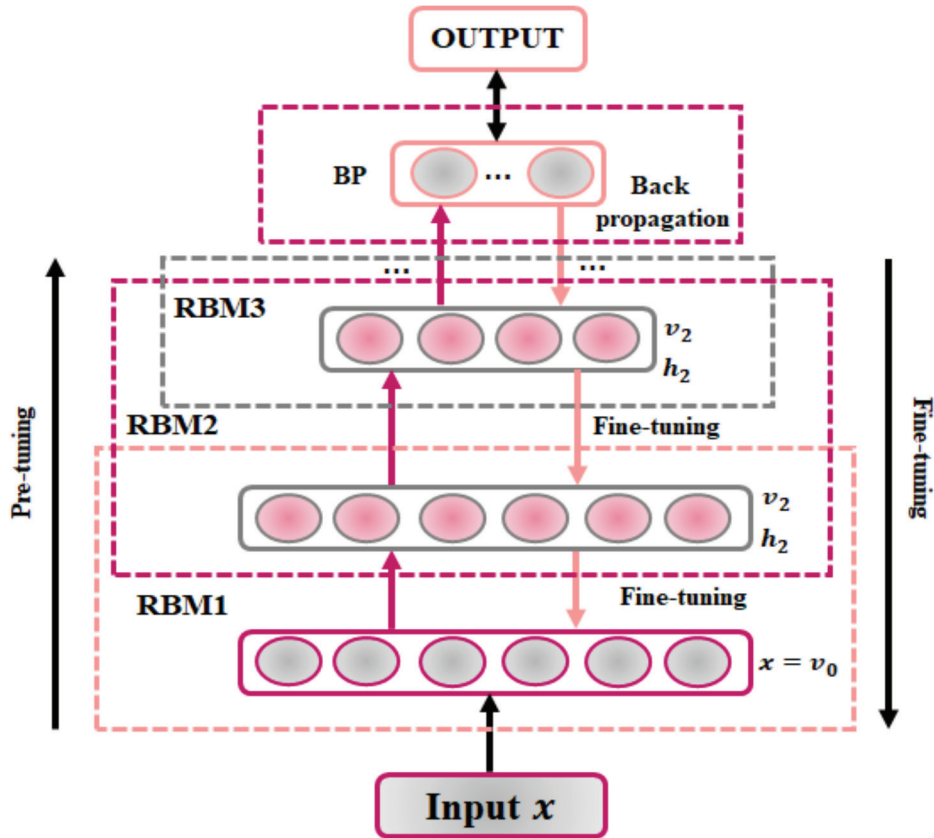 OUTPUT
BP
...
Back
propagation
...
...
RBM3
v₂
h₂
RBM2
Fine-tuning
Pre-tuning
Fine-tuning
v₂
h₂
RBM1
Fine-tuning
x = v₀
Input x